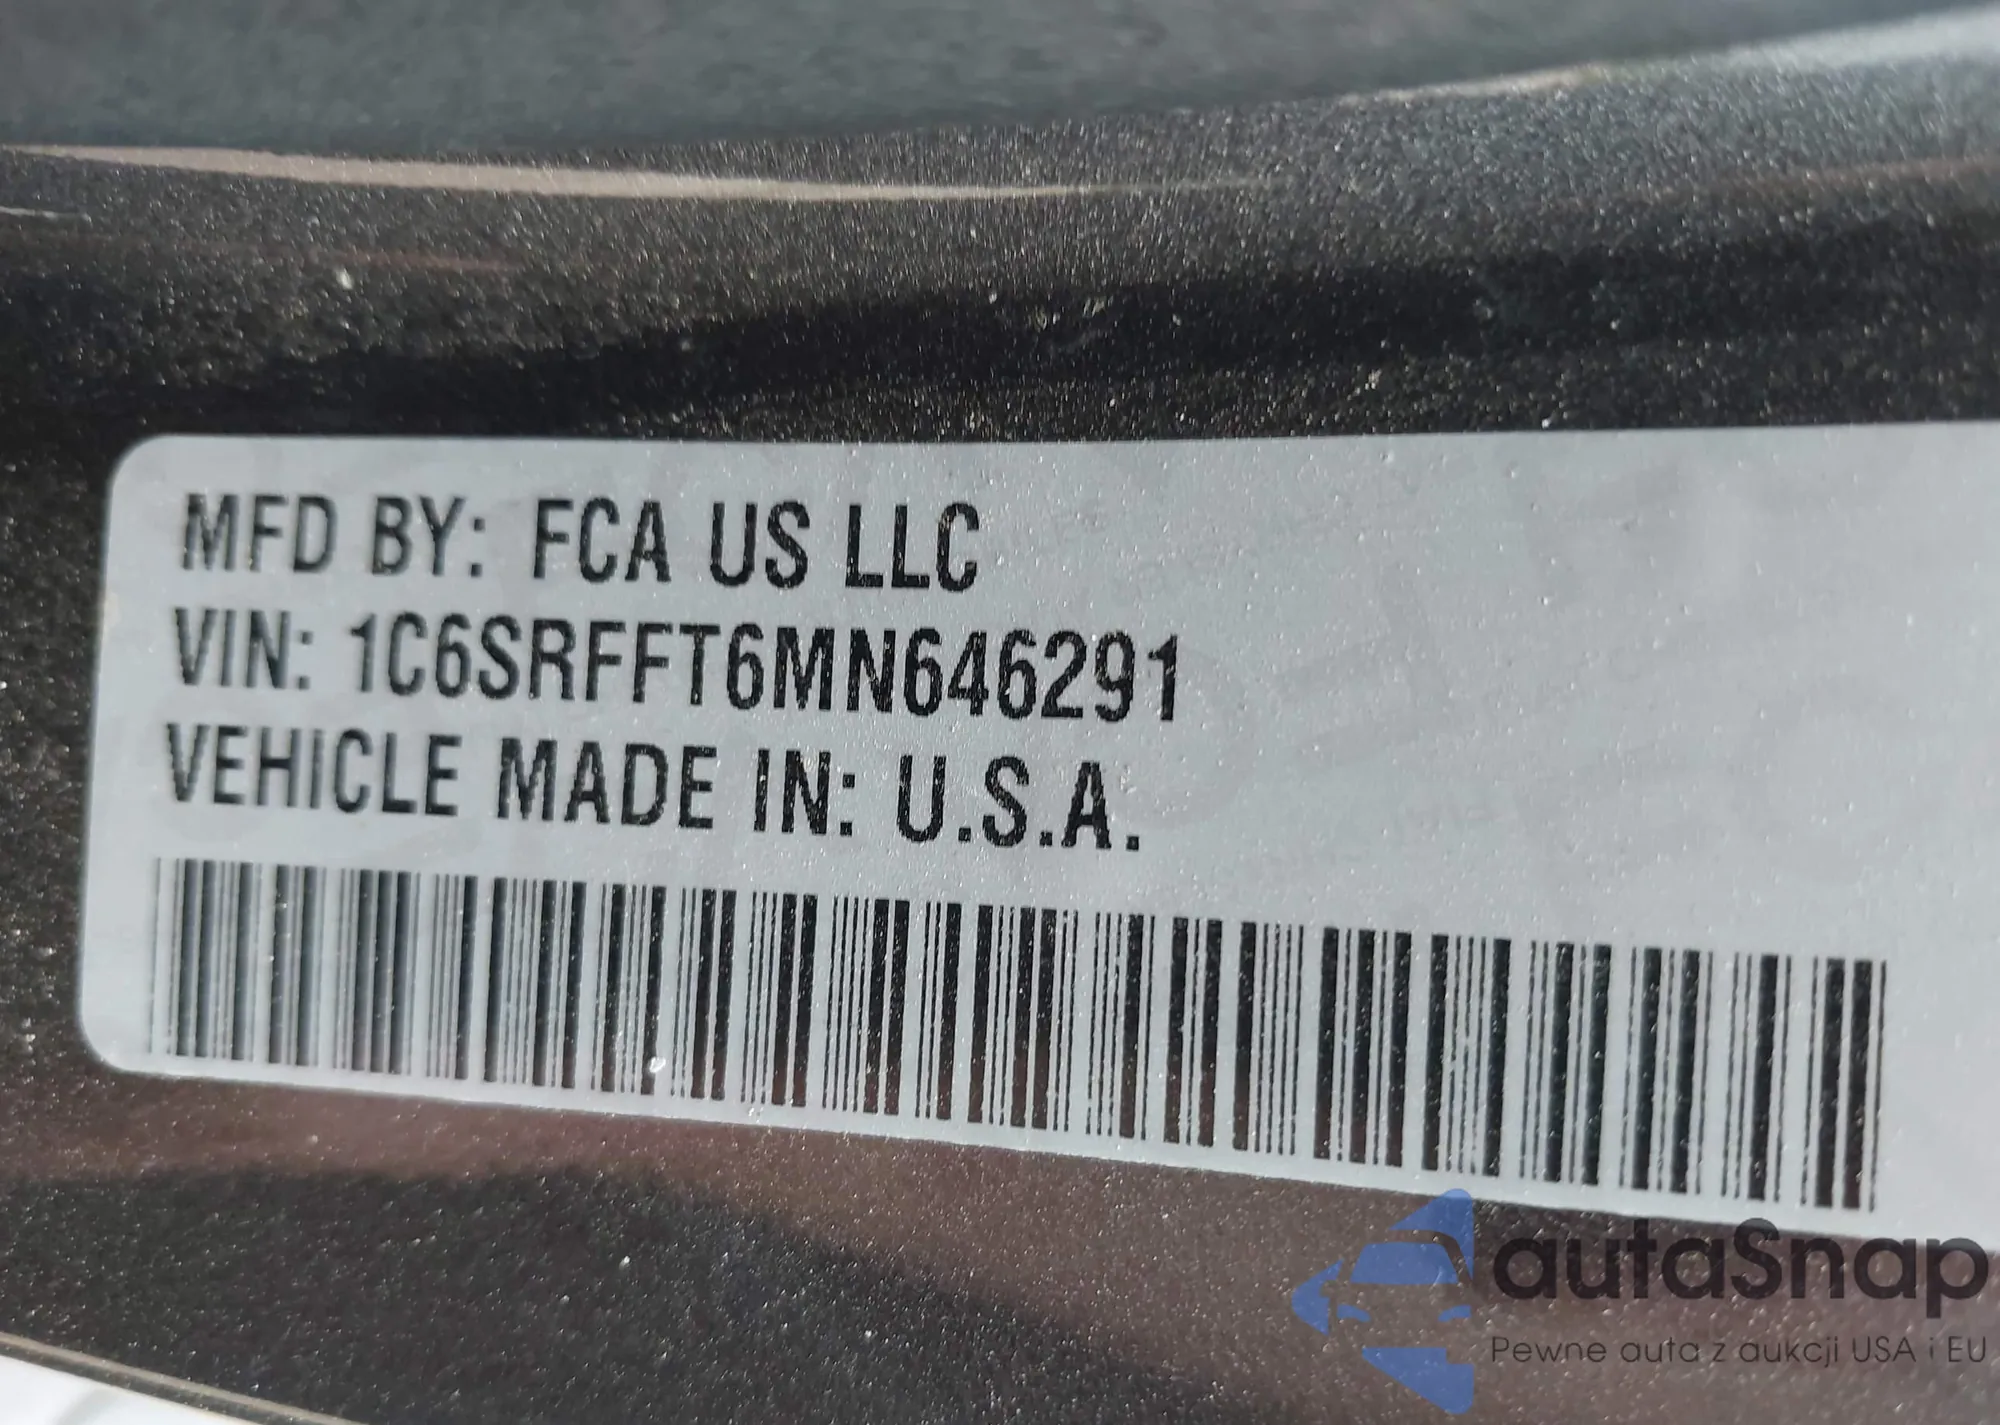 MFD BY: FCA US LLC
VIN: 1C6SRFFT6MN646291
VEHICLE MADE IN: U.S.A.
autaSnap
Pewne auta z aukcji USA i EU